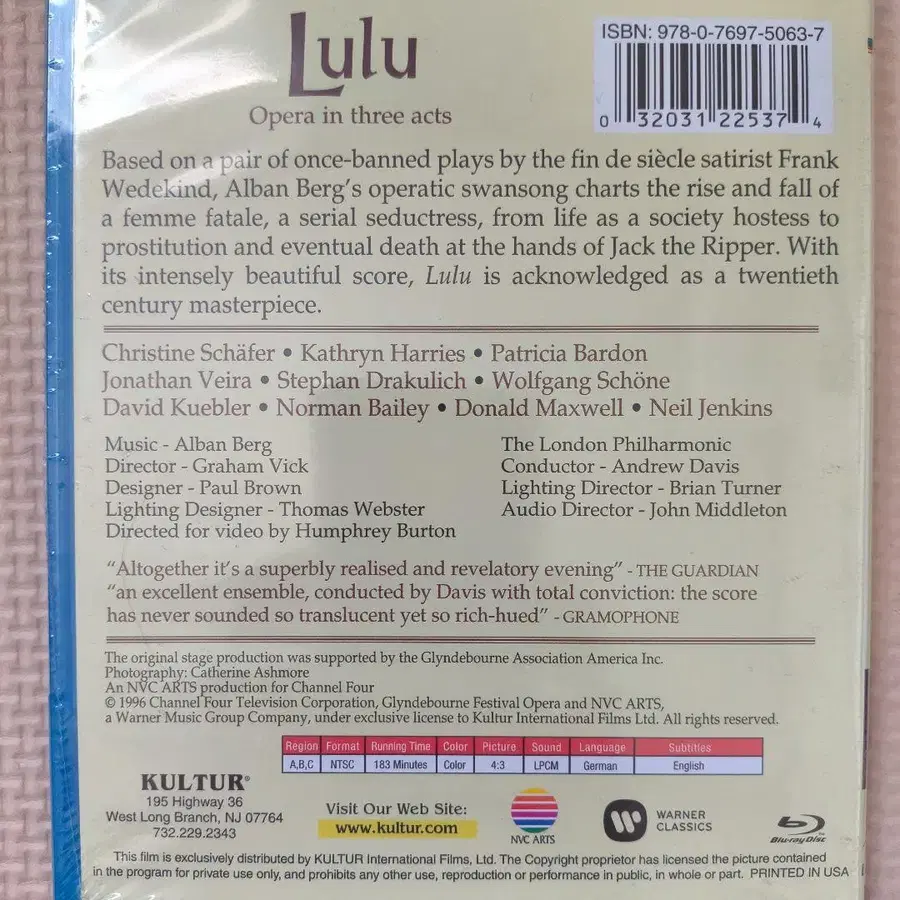 Lulu
Opera in three acts
ISBN: 978-0-7697-5063-7
0 32031 22537 4
Based on a pair of once-banned plays by the fin de siècle satirist Frank
Wedekind, Alban Berg's operatic swansong charts the rise and fall of
a femme fatale, a serial seductress, from life as a society hostess to
prostitution and eventual death at the hands of Jack the Ripper. With
its intensely beautiful score, Lulu is acknowledged as a twentieth
century masterpiece.
Christine Schäfer • Kathryn Harries • Patricia Bardon
Jonathan Veira • Stephan Drakulich • Wolfgang Schöne
David Kuebler • Norman Bailey • Donald Maxwell • Neil Jenkins
Music - Alban Berg
Director - Graham Vick
Designer - Paul Brown
Lighting Designer - Thomas Webster
Directed for video by Humphrey Burton
The London Philharmonic
Conductor - Andrew Davis
Lighting Director - Brian Turner
Audio Director - John Middleton
"Altogether it's a superbly realised and revelatory evening" - THE GUARDIAN
"an excellent ensemble, conducted by Davis with total conviction: the score
has never sounded so translucent yet so rich-hued" - GRAMOPHONE
The original stage production was supported by the Glyndebourne Association America Inc.
Photography: Catherine Ashmore
An NVC ARTS production for Channel Four
© 1996 Channel Four Television Corporation, Glyndebourne Festival Opera and NVC ARTS,
a Warner Music Group Company, under exclusive license to Kultur International Films Ltd. All rights reserved.
Region Format Running Time Color Picture Sound Language Subtitles
A,B,C NTSC 183 Minutes Color 4:3 LPCM German English
KULTUR®
195 Highway 36
West Long Branch, NJ 07764
732.229.2343
Visit Our Web Site:
www.kultur.com
NVC ARTS
WARNER
CLASSICS
Blu-ray Disc™
This film is exclusively distributed by KULTUR International Films, Ltd. The Copyright proprietor has licensed the picture contained
in the program for private use only, and prohibits any other use, reproduction or performance in public, in whole or part. PRINTED IN USA